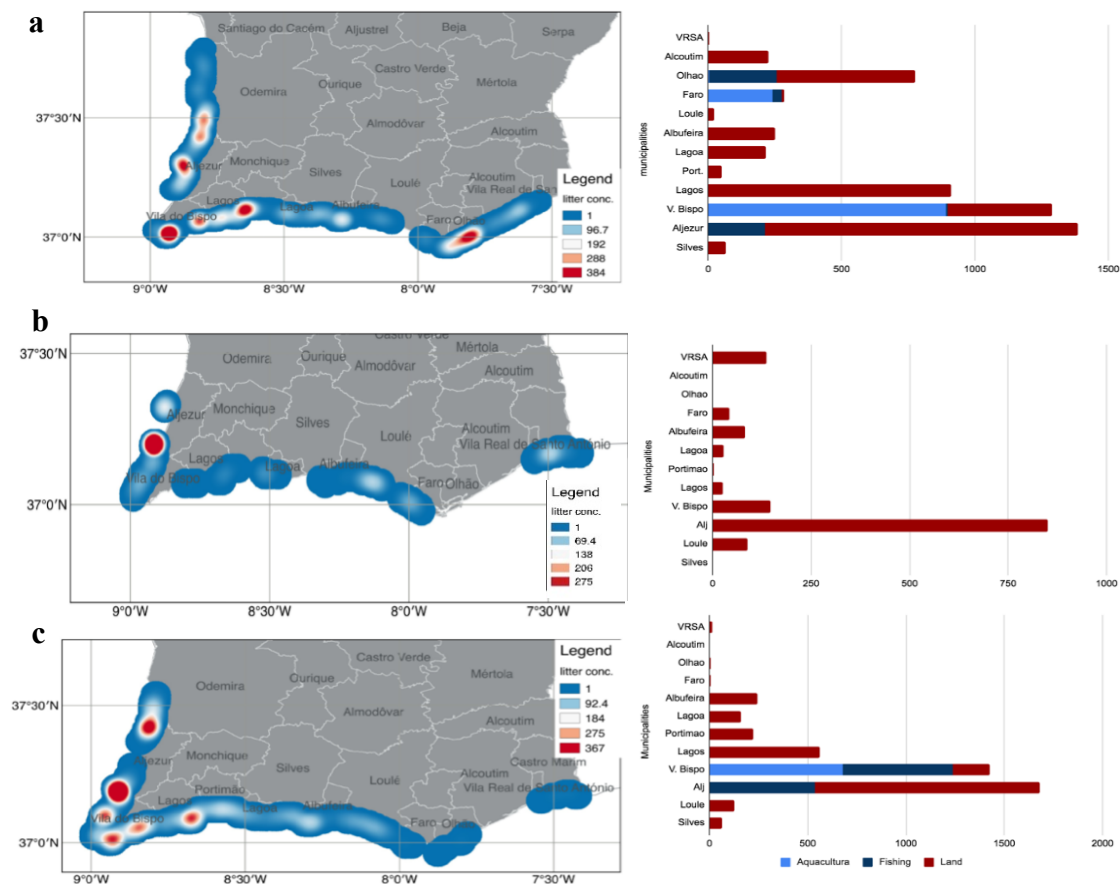 a
Santiago do Cacém
Aljustrel
Beja
Serpa
Castro Verde
Odemira
Ourique
Mértola
37°30'N
Almodôvar
Alcoutim
Aljezur
Monchique
Silves
Loulé
Alcoutim
Vila Real de San
Lagos
Lagoa
Albufeira
Vila do Bispo
Faro
Olhão
37°0'N
9°0'W
8°30'W
8°0'W
7°30'W
Legend
litter conc.
1
96.7
192
288
384
municipalities
VRSA
Alcoutim
Olhao
Faro
Loule
Albufeira
Lagoa
Port.
Lagos
V. Bispo
Aljezur
Silves
0
500
1000
1500
b
Castro Verde
37°30'N
Odemira
Ourique
Almodôvar
Mértola
Alcoutim
Aljezur
Monchique
Silves
Loulé
Alcoutim
Vila Real de Santo António
Lagoa
Lagoa
Albufeira
Vila do Bispo
Faro
Olhão
37°0'N
9°0'W
8°30'W
8°0'W
7°30'W
Legend
litter conc.
1
69.4
138
206
275
Municipalities
VRSA
Alcoutim
Olhao
Faro
Albufeira
Lagoa
Portimao
Lagos
V. Bispo
Alj
Loule
Silves
0
250
500
750
1000
c
Castro Verde
Odemira
Ourique
Mértola
37°30'N
Almodôvar
Alcoutim
Aljezur
Monchique
Silves
Castro Marim
Portimão
Loulé
Alcoutim
Vila Real de Santo António
Lagos
Lagoa
Albufeira
Vila do Bispo
Faro
Olhão
37°0'N
9°0'W
8°30'W
8°0'W
7°30'W
Legend
litter conc.
1
92.4
184
275
367
Municipalities
VRSA
Alcoutim
Olhao
Faro
Albufeira
Lagoa
Portimao
Lagos
V. Bispo
Alj
Loule
Silves
0
500
1000
1500
2000
Aquacultura
Fishing
Land